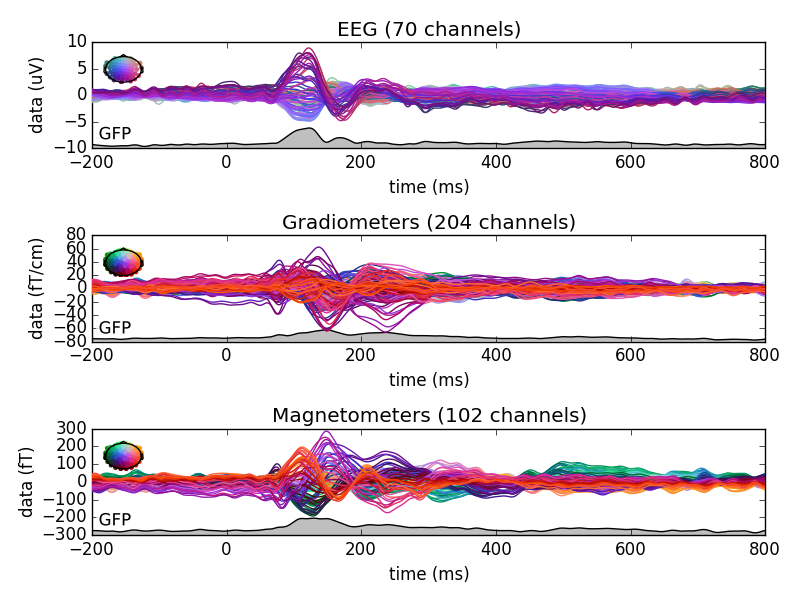 EEG (70 channels)
10
5
0
−5
−10
data (uV)
GFP
−200 0 200 400 600 800
time (ms)
Gradiometers (204 channels)
80
60
40
20
0
−20
−40
−60
−80
data (fT/cm)
GFP
−200 0 200 400 600 800
time (ms)
Magnetometers (102 channels)
300
200
100
0
−100
−200
−300
data (fT)
GFP
−200 0 200 400 600 800
time (ms)